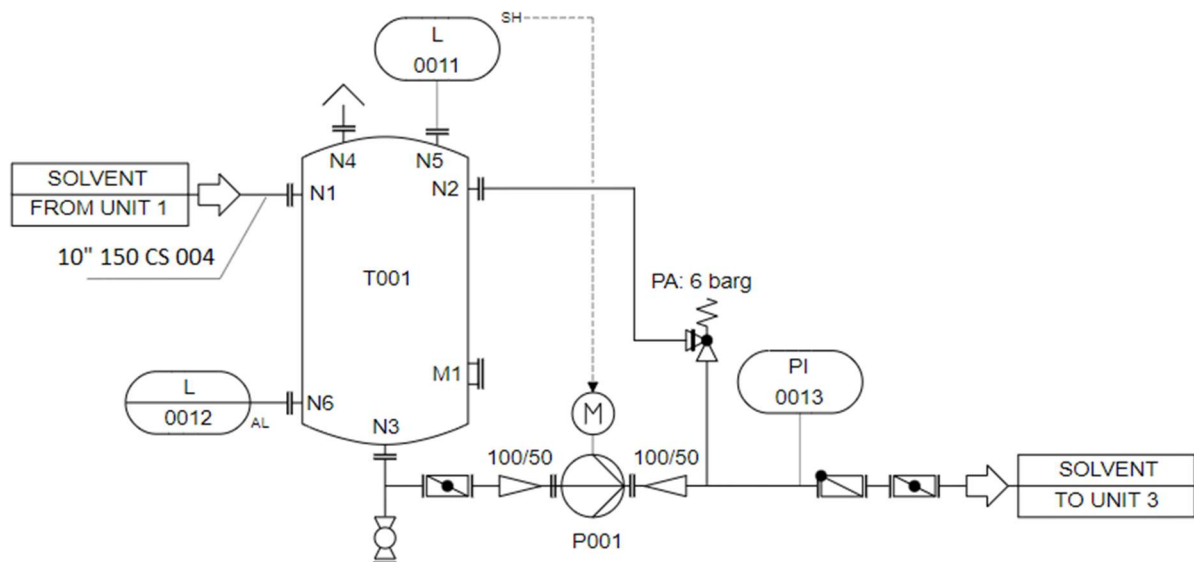 L
0011
SH
N4
N5
SOLVENT
FROM UNIT 1
N1
N2
10" 150 CS 004
T001
PA: 6 barg
PI
0013
M1
L
0012
AL
N6
N3
M
100/50
100/50
P001
SOLVENT
TO UNIT 3